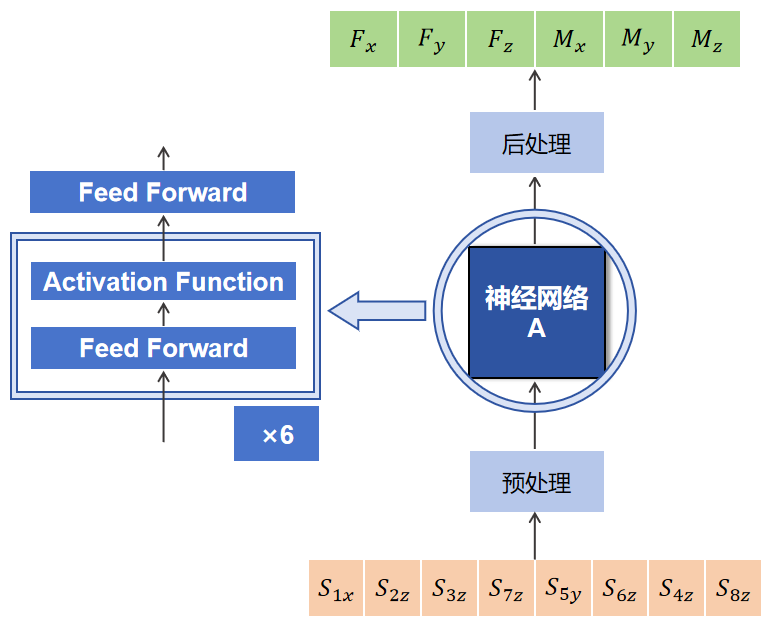 F_x F_y F_z M_x M_y M_z
后处理
Feed Forward
Activation Function
Feed Forward
×6
神经网络
A
预处理
S_{1x} S_{2z} S_{3z} S_{7z} S_{5y} S_{6z} S_{4z} S_{8z}